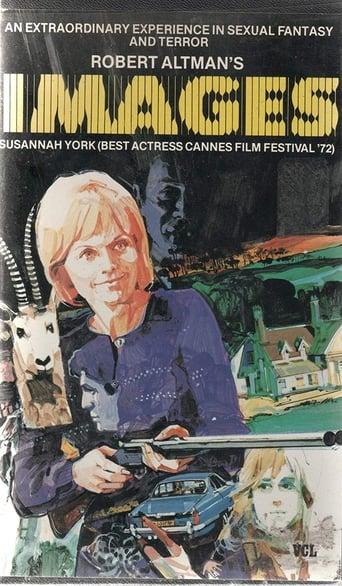 AN EXTRAORDINARY EXPERIENCE IN SEXUAL FANTASY
AND TERROR
ROBERT ALTMAN'S
IMAGES
SUSANNAH YORK (BEST ACTRESS CANNES FILM FESTIVAL '72)
VCL